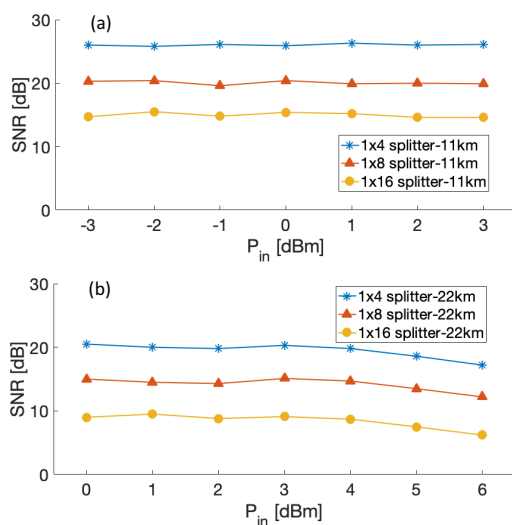 (a)
30
20
10
0
SNR [dB]
1x4 splitter-11km
1x8 splitter-11km
1x16 splitter-11km
-3 -2 -1 0 1 2 3
P_in [dBm]
(b)
30
20
10
0
SNR [dB]
1x4 splitter-22km
1x8 splitter-22km
1x16 splitter-22km
0 1 2 3 4 5 6
P_in [dBm]